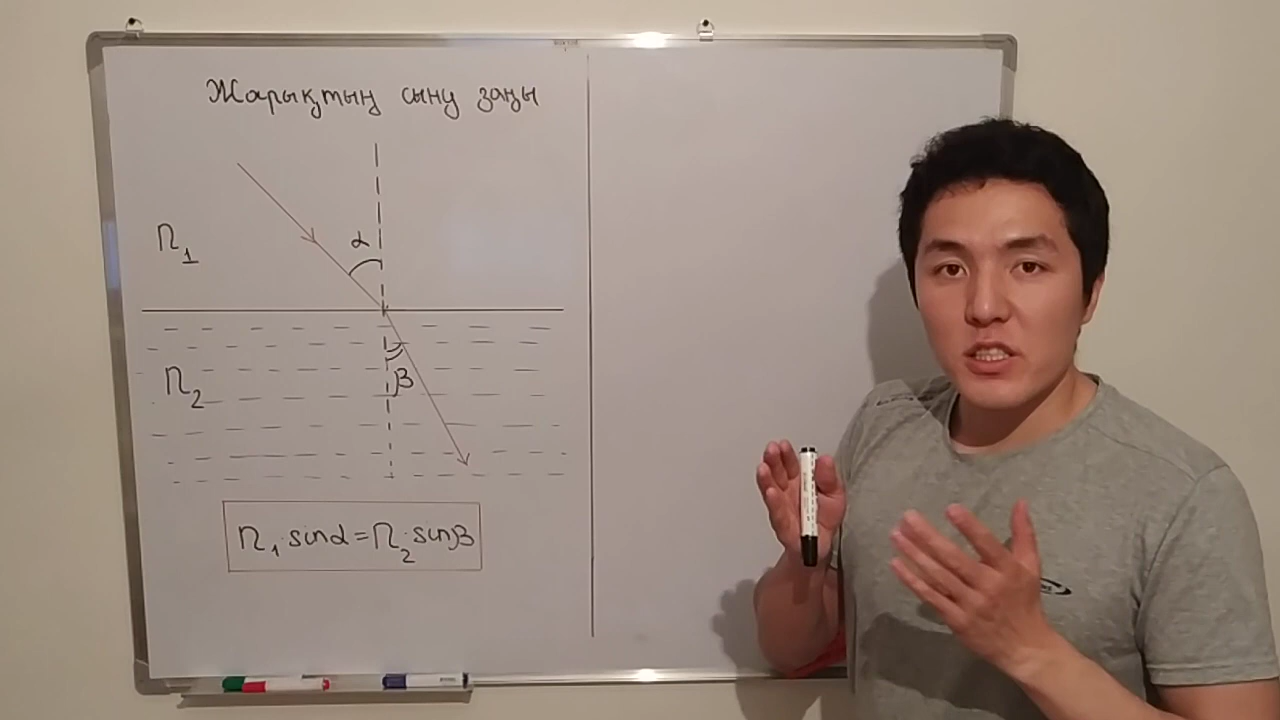 Жарықтың сыну заңы
α
n₁
n₂
β
n₁·sinα=n₂·sinβ